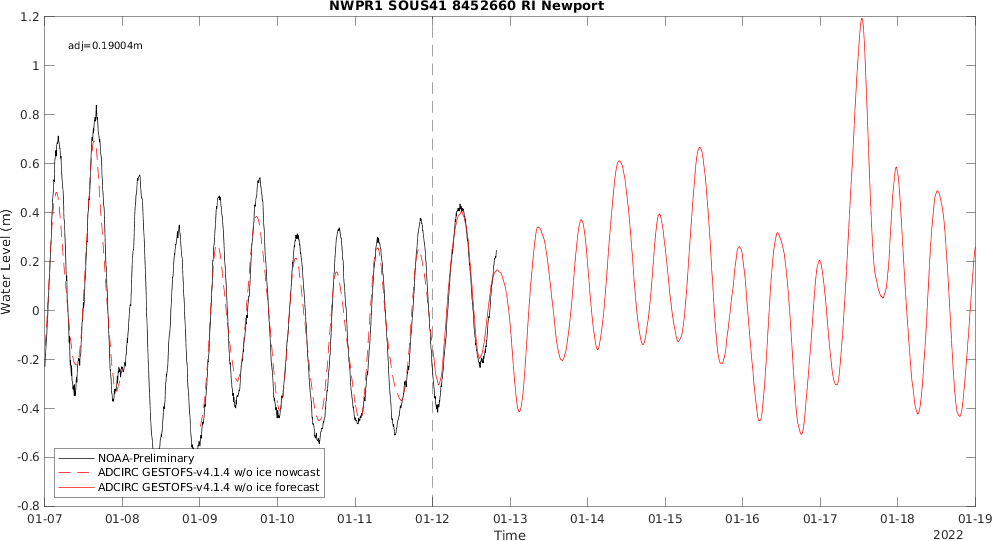 NWPR1 SOUS41 8452660 RI Newport
adj=0.19004m
1.2
1
0.8
0.6
0.4
0.2
0
-0.2
-0.4
-0.6
-0.8
Water Level (m)
NOAA-Preliminary
ADCIRC GESTOFS-v4.1.4 w/o ice nowcast
ADCIRC GESTOFS-v4.1.4 w/o ice forecast
01-07 01-08 01-09 01-10 01-11 01-12 01-13 01-14 01-15 01-16 01-17 01-18 01-19
Time
2022